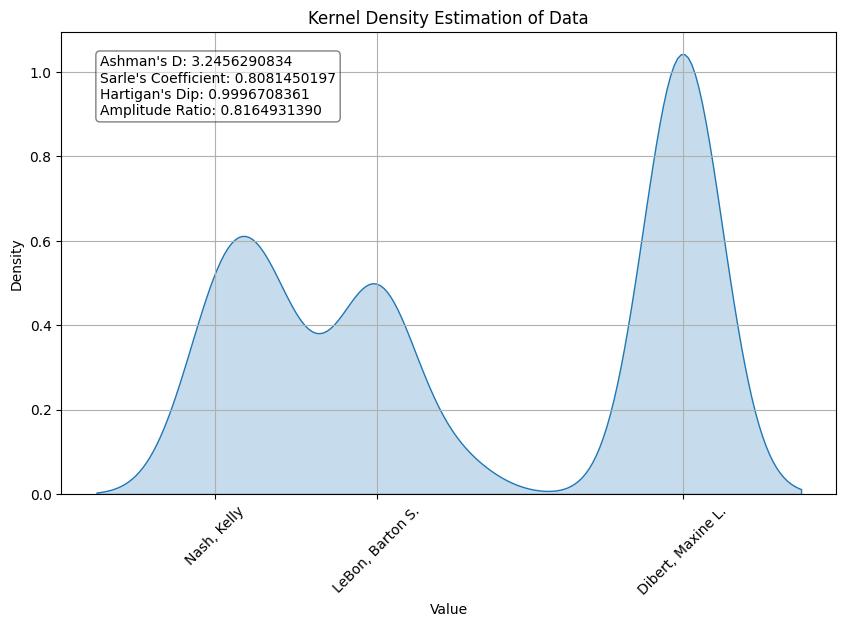 Kernel Density Estimation of Data
Ashman's D: 3.2456290834
Sarle's Coefficient: 0.8081450197
Hartigan's Dip: 0.9996708361
Amplitude Ratio: 0.8164931390
1.0
0.8
0.6
0.4
0.2
0.0
Density
Nash, Kelly
LeBon, Barton S.
Dibert, Maxine L.
Value